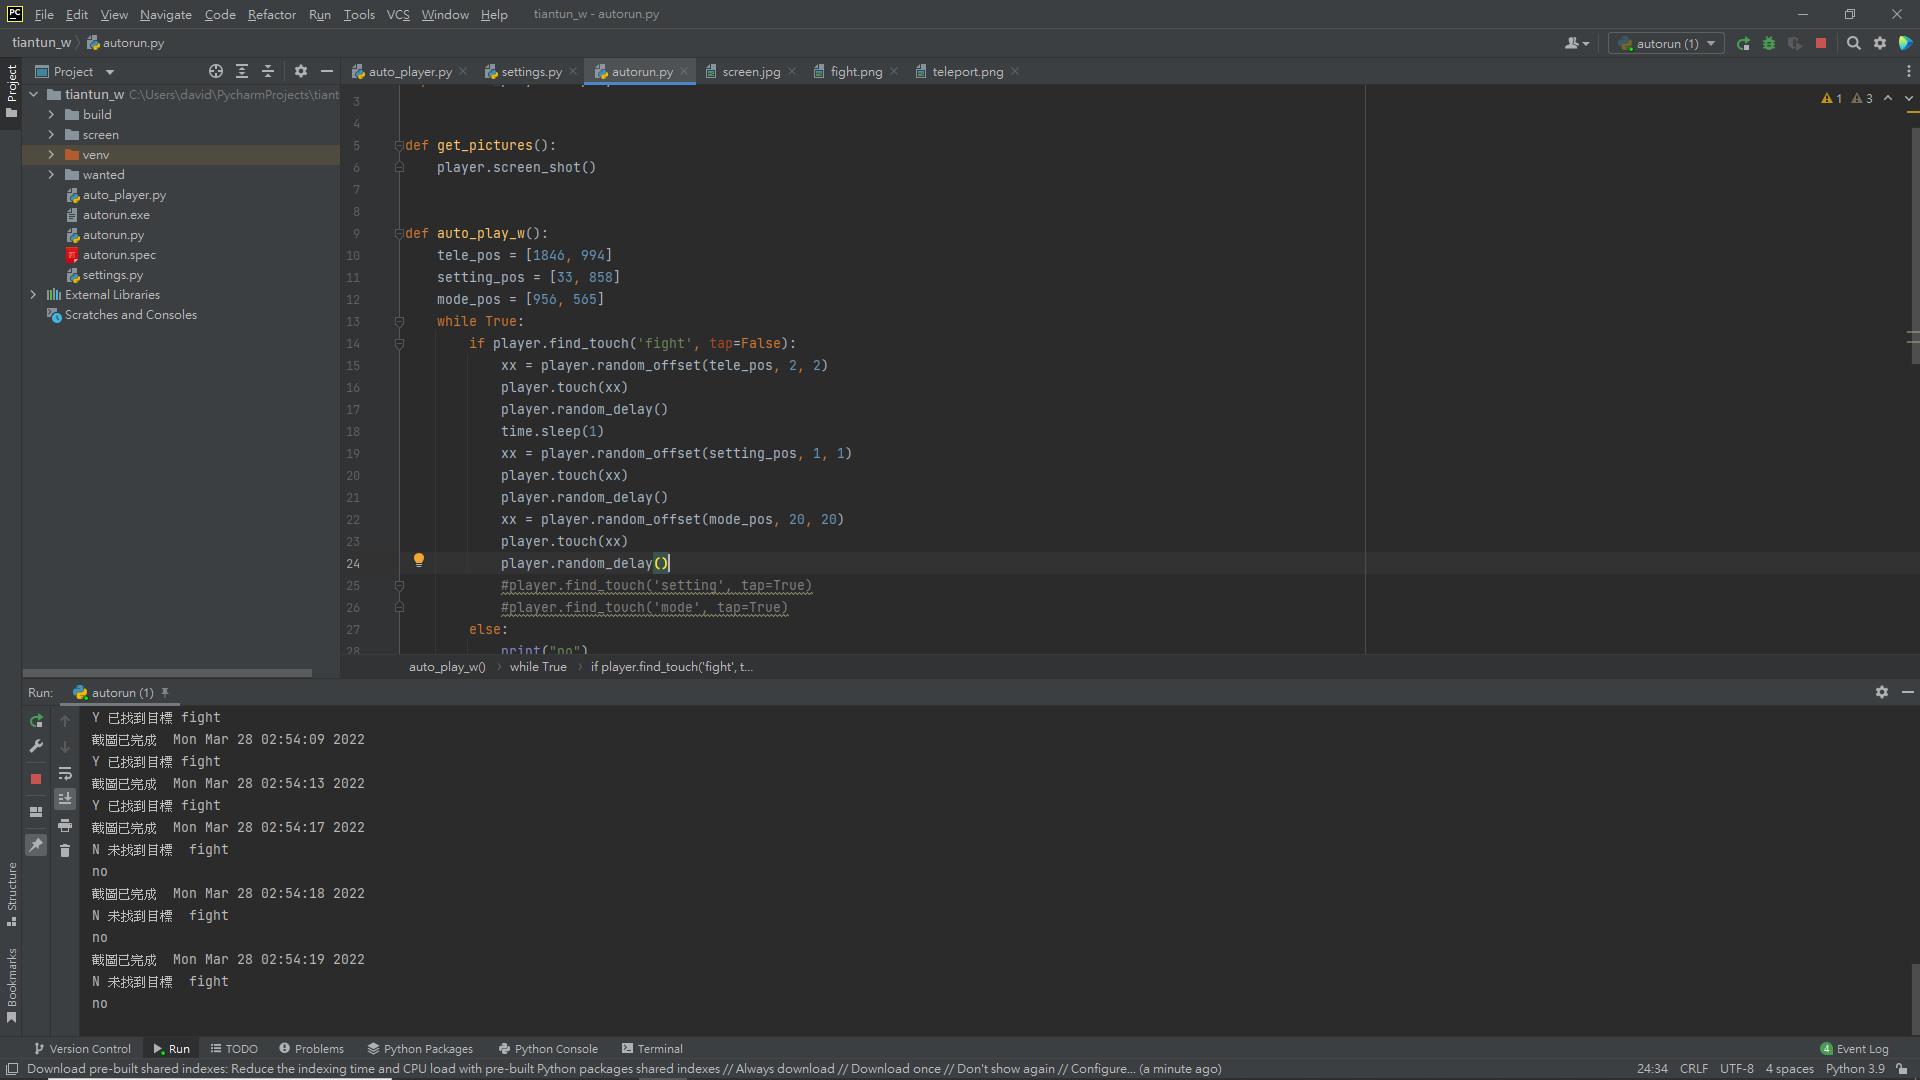 PC File Edit View Navigate Code Refactor Run Tools VCS Window Help tiantun_w - autorun.py
tiantun_w autorun.py autorun (1)
Project auto_player.py settings.py autorun.py screen.jpg fight.png teleport.png
Project
tiantun_w C:\Users\david\PycharmProjects\tiant
build
screen
venv
wanted
auto_player.py
autorun.exe
autorun.py
autorun.spec
settings.py
External Libraries
Scratches and Consoles
1 3
3
4
5 def get_pictures():
6 player.screen_shot()
7
8
9 def auto_play_w():
10 tele_pos = [1846, 994]
11 setting_pos = [33, 858]
12 mode_pos = [956, 565]
13 while True:
14 if player.find_touch('fight', tap=False):
15 xx = player.random_offset(tele_pos, 2, 2)
16 player.touch(xx)
17 player.random_delay()
18 time.sleep(1)
19 xx = player.random_offset(setting_pos, 1, 1)
20 player.touch(xx)
21 player.random_delay()
22 xx = player.random_offset(mode_pos, 20, 20)
23 player.touch(xx)
24 player.random_delay()
25 #player.find_touch('setting', tap=True)
26 #player.find_touch('mode', tap=True)
27 else:
28 print("no")
auto_play_w() › while True › if player.find_touch('fight', t...
Run: autorun (1)
Y 已找到目標 fight
截圖已完成 Mon Mar 28 02:54:09 2022
Y 已找到目標 fight
截圖已完成 Mon Mar 28 02:54:13 2022
Y 已找到目標 fight
截圖已完成 Mon Mar 28 02:54:17 2022
N 未找到目標 fight
no
截圖已完成 Mon Mar 28 02:54:18 2022
N 未找到目標 fight
no
截圖已完成 Mon Mar 28 02:54:19 2022
N 未找到目標 fight
no
Structure
Bookmarks
Version Control Run TODO Problems Python Packages Python Console Terminal 4 Event Log
Download pre-built shared indexes: Reduce the indexing time and CPU load with pre-built Python packages shared indexes // Always download // Download once // Don't show again // Configure... (a minute ago) 24:34 CRLF UTF-8 4 spaces Python 3.9